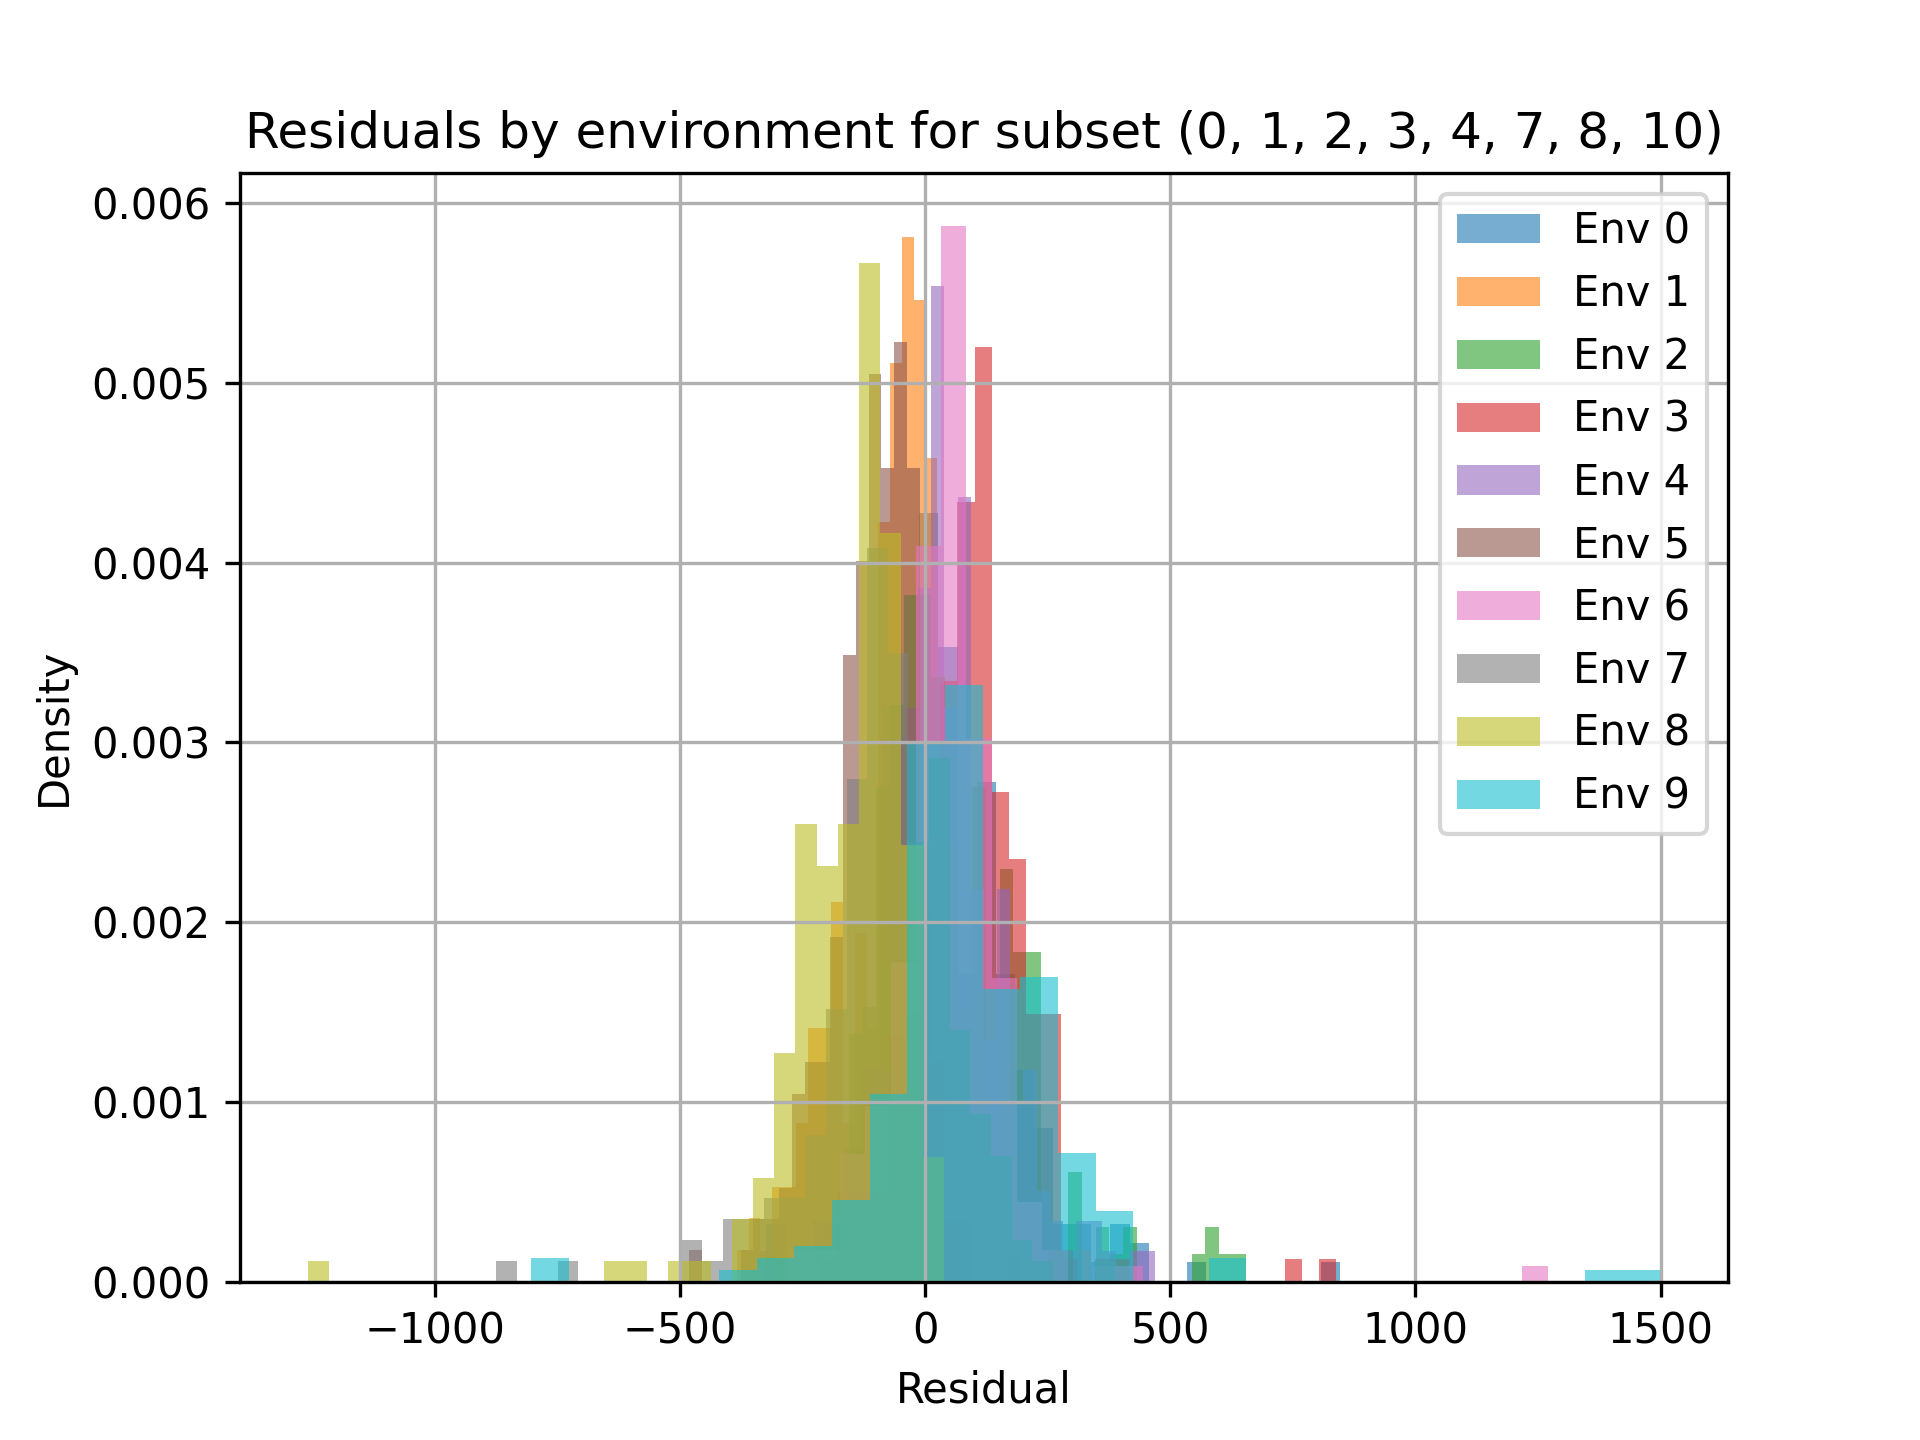 Residuals by environment for subset (0, 1, 2, 3, 4, 7, 8, 10)
0.006
0.005
0.004
0.003
0.002
0.001
0.000
Density
Env 0
Env 1
Env 2
Env 3
Env 4
Env 5
Env 6
Env 7
Env 8
Env 9
−1000 −500 0 500 1000 1500
Residual